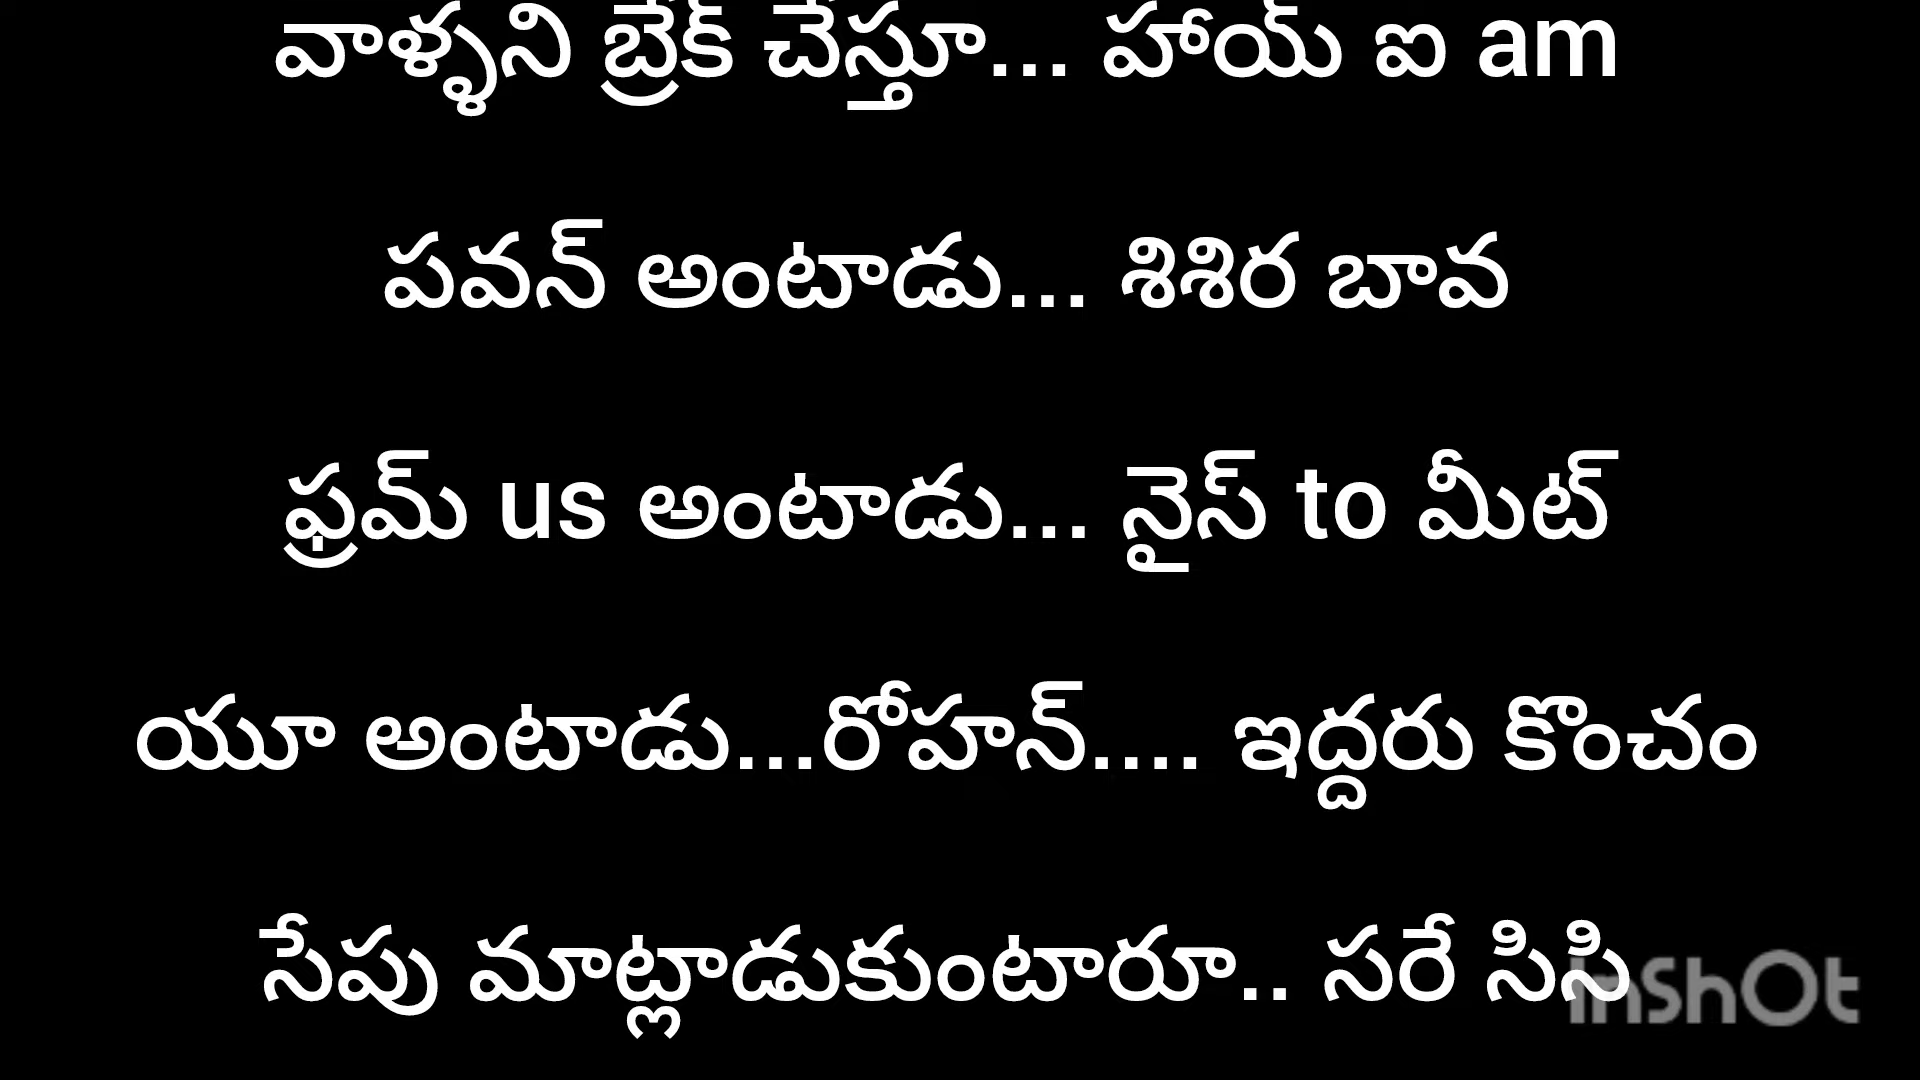 వాళ్ళని బ్రేక్ చేస్తూ... హాయ్ ఐ am
పవన్ అంటాడు... శిశిర బావ
ఫ్రమ్ us అంటాడు... నైస్ to మీట్
యూ అంటాడు...రోహన్.... ఇద్దరు కొంచం
సేపు మాట్లాడుకుంటారూ.. సరే సిసి
InShOt